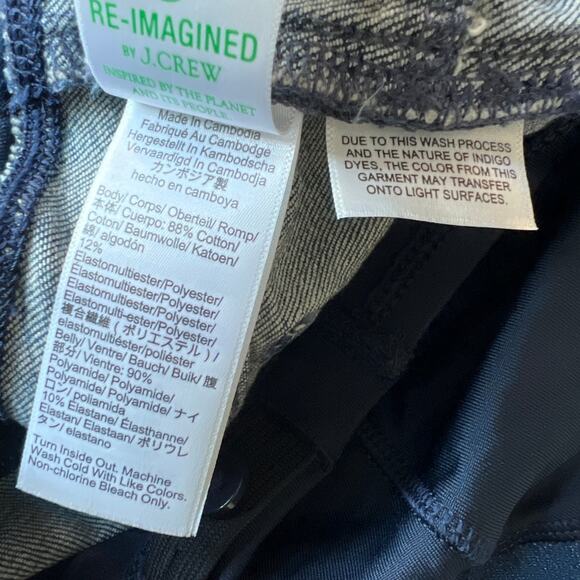 RE-IMAGINED
BY J.CREW
INSPIRED BY THE PLANET
AND ITS PEOPLE
Made In Cambodia
Fabriqué Au Cambodge
Hergestellt In Kambodscha
Vervaardigd In Cambodja
カンボジア製
hecho en camboya
Body/ Corps/ Oberteil/ Romp/
本体/ Cuerpo: 88% Cotton/
Coton/ Baumwolle/ Katoen/
綿/ algodón
12%
Elastomultiester/Polyester/
Élastomultiester/Polyester/
Elastomulti-ester/Polyester/
Elastomultiester/Polyester/
複合繊維 (ポリエステル)/
elastomultiéster/poliéster
Belly/ Ventre/ Bauch/ Buik/ 腹
部分/ Vientre: 90%
Polyamide/ Polyamide/
Polyamide/ Polyamide/ ナイ
ロン/ poliamida
10% Elastane/ Élasthanne/
Elastan/ Elastaan/ ポリウレ
タン/ elastano
Turn Inside Out. Machine
Wash Cold With Like Colors.
Non-chlorine Bleach Only.
DUE TO THIS WASH PROCESS
AND THE NATURE OF INDIGO
DYES, THE COLOR FROM THIS
GARMENT MAY TRANSFER
ONTO LIGHT SURFACES.